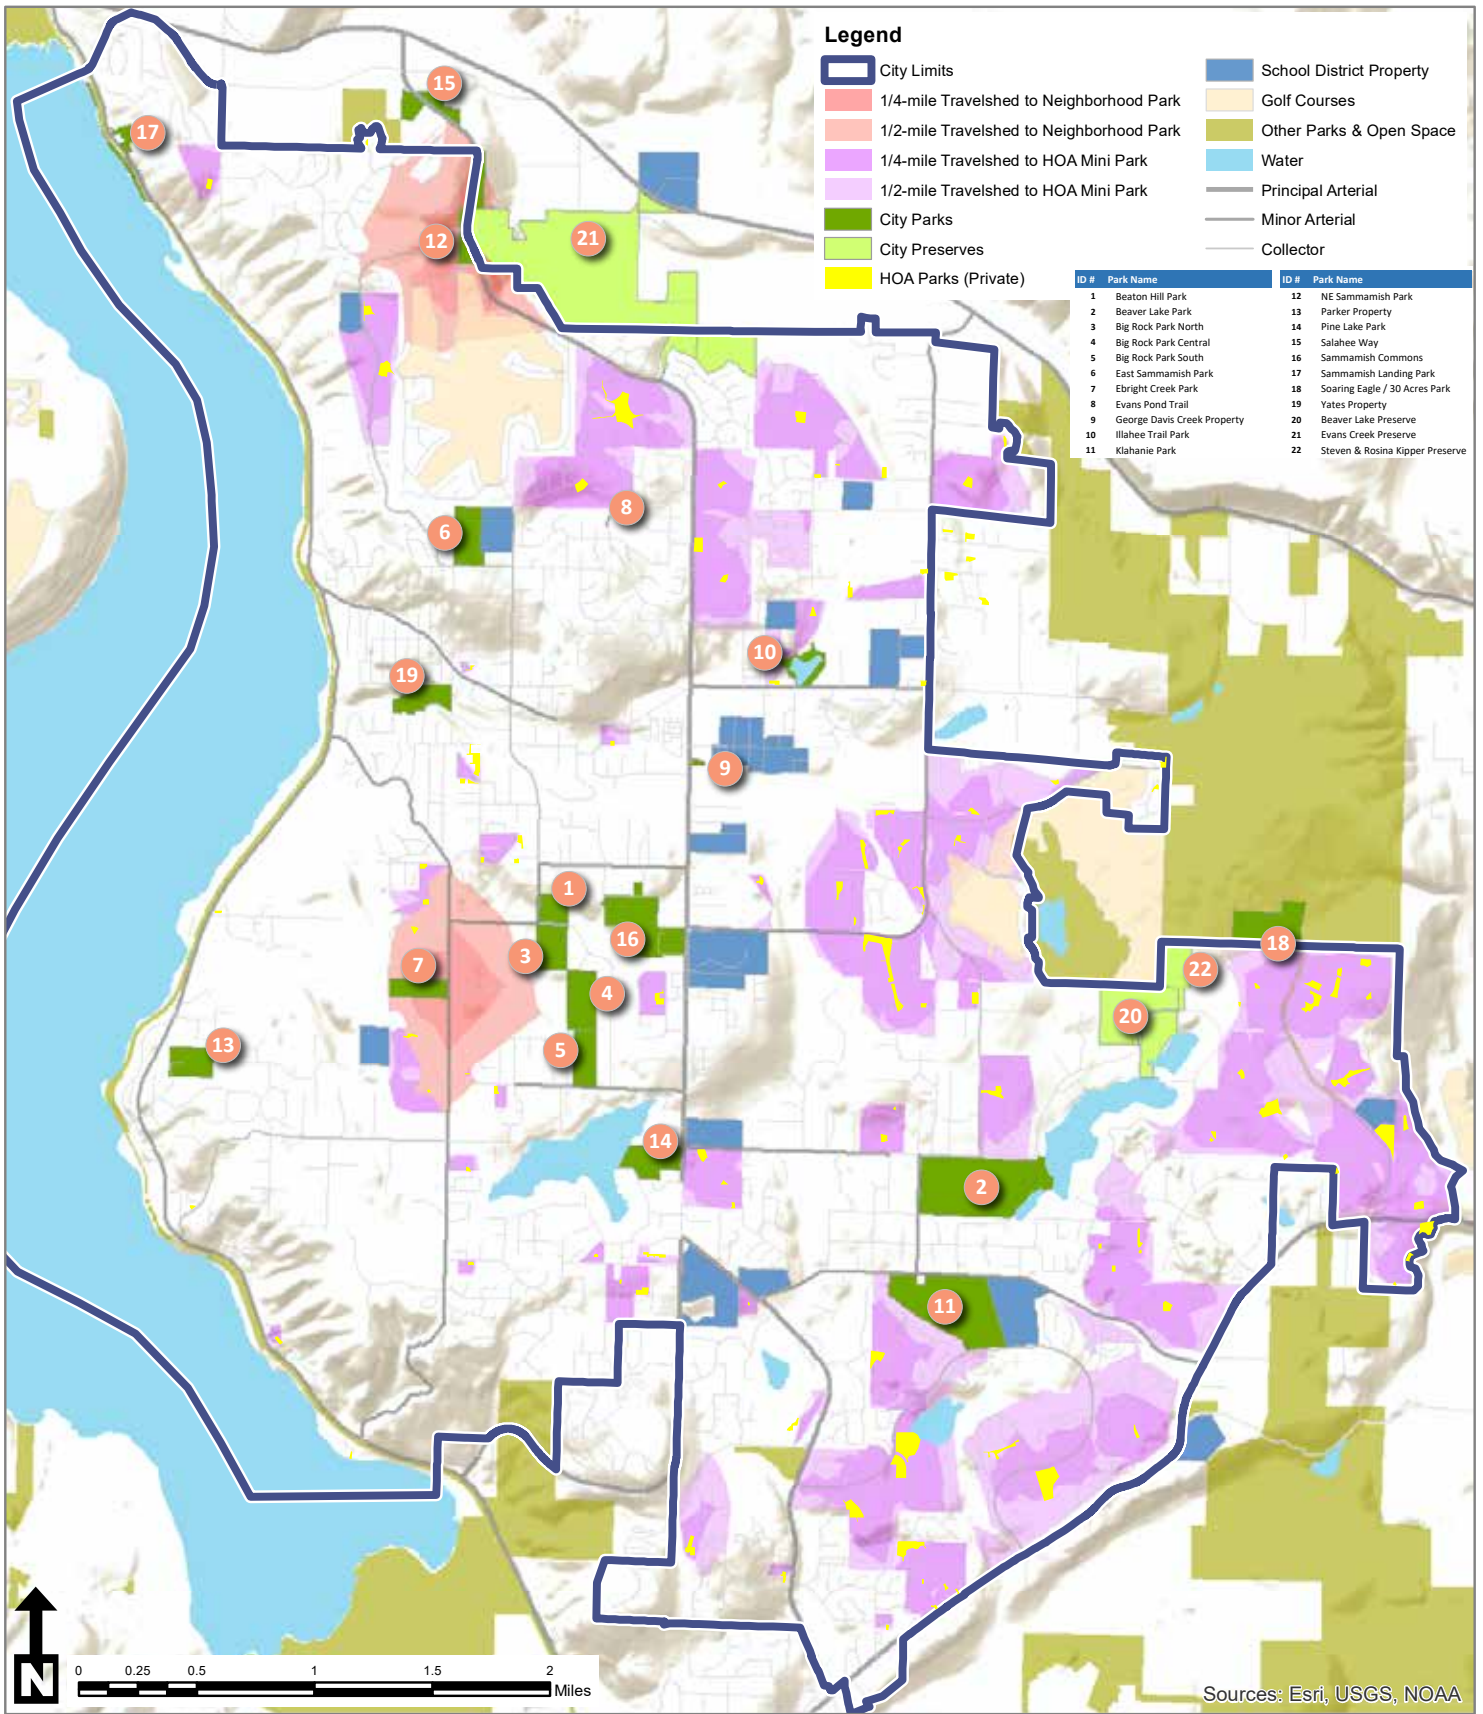 Legend
City Limits
1/4-mile Travelshed to Neighborhood Park
1/2-mile Travelshed to Neighborhood Park
1/4-mile Travelshed to HOA Mini Park
1/2-mile Travelshed to HOA Mini Park
City Parks
City Preserves
HOA Parks (Private)
School District Property
Golf Courses
Other Parks & Open Space
Water
Principal Arterial
Minor Arterial
Collector
ID # Park Name
1 Beaton Hill Park
2 Beaver Lake Park
3 Big Rock Park North
4 Big Rock Park Central
5 Big Rock Park South
6 East Sammamish Park
7 Ebright Creek Park
8 Evans Pond Trail
9 George Davis Creek Property
10 Illahee Trail Park
11 Klahanie Park
ID # Park Name
12 NE Sammamish Park
13 Parker Property
14 Pine Lake Park
15 Salahee Way
16 Sammamish Commons
17 Sammamish Landing Park
18 Soaring Eagle / 30 Acres Park
19 Yates Property
20 Beaver Lake Preserve
21 Evans Creek Preserve
22 Steven & Rosina Kipper Preserve
15
17
12
21
6
8
10
19
9
1
16
3
7
4
18
22
20
13
5
14
2
11
N
0 0.25 0.5 1 1.5 2
Miles
Sources: Esri, USGS, NOAA